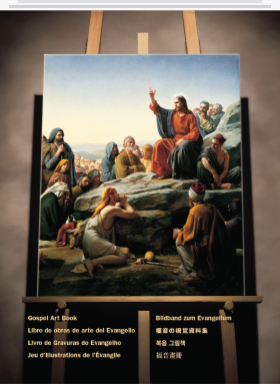 Gospel Art Book
Libro de obras de arte del Evangelio
Livro de Gravuras do Evangelho
Jeu d'illustrations de l'Évangile
Bildband zum Evangelium
福音の視覚資料集
복음 그림책
福音畫冊